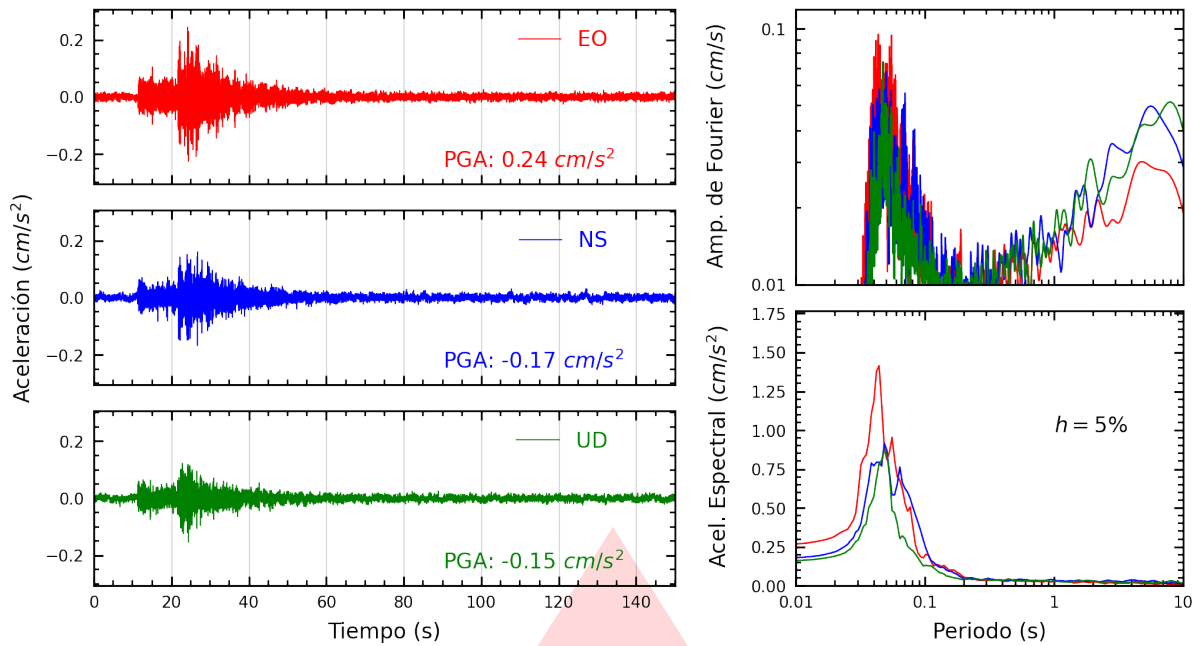 Aceleración (cm/s²)
0.2
0.0
−0.2
EO
PGA: 0.24 cm/s²
0.2
0.0
−0.2
NS
PGA: -0.17 cm/s²
0.2
0.0
−0.2
UD
PGA: -0.15 cm/s²
0 20 40 60 80 100 120 140
Tiempo (s)
Amp. de Fourier (cm/s)
0.1
0.01
Acel. Espectral (cm/s²)
1.75
1.50
1.25
1.00
0.75
0.50
0.25
0.00
h = 5%
0.01 0.1 1 10
Periodo (s)